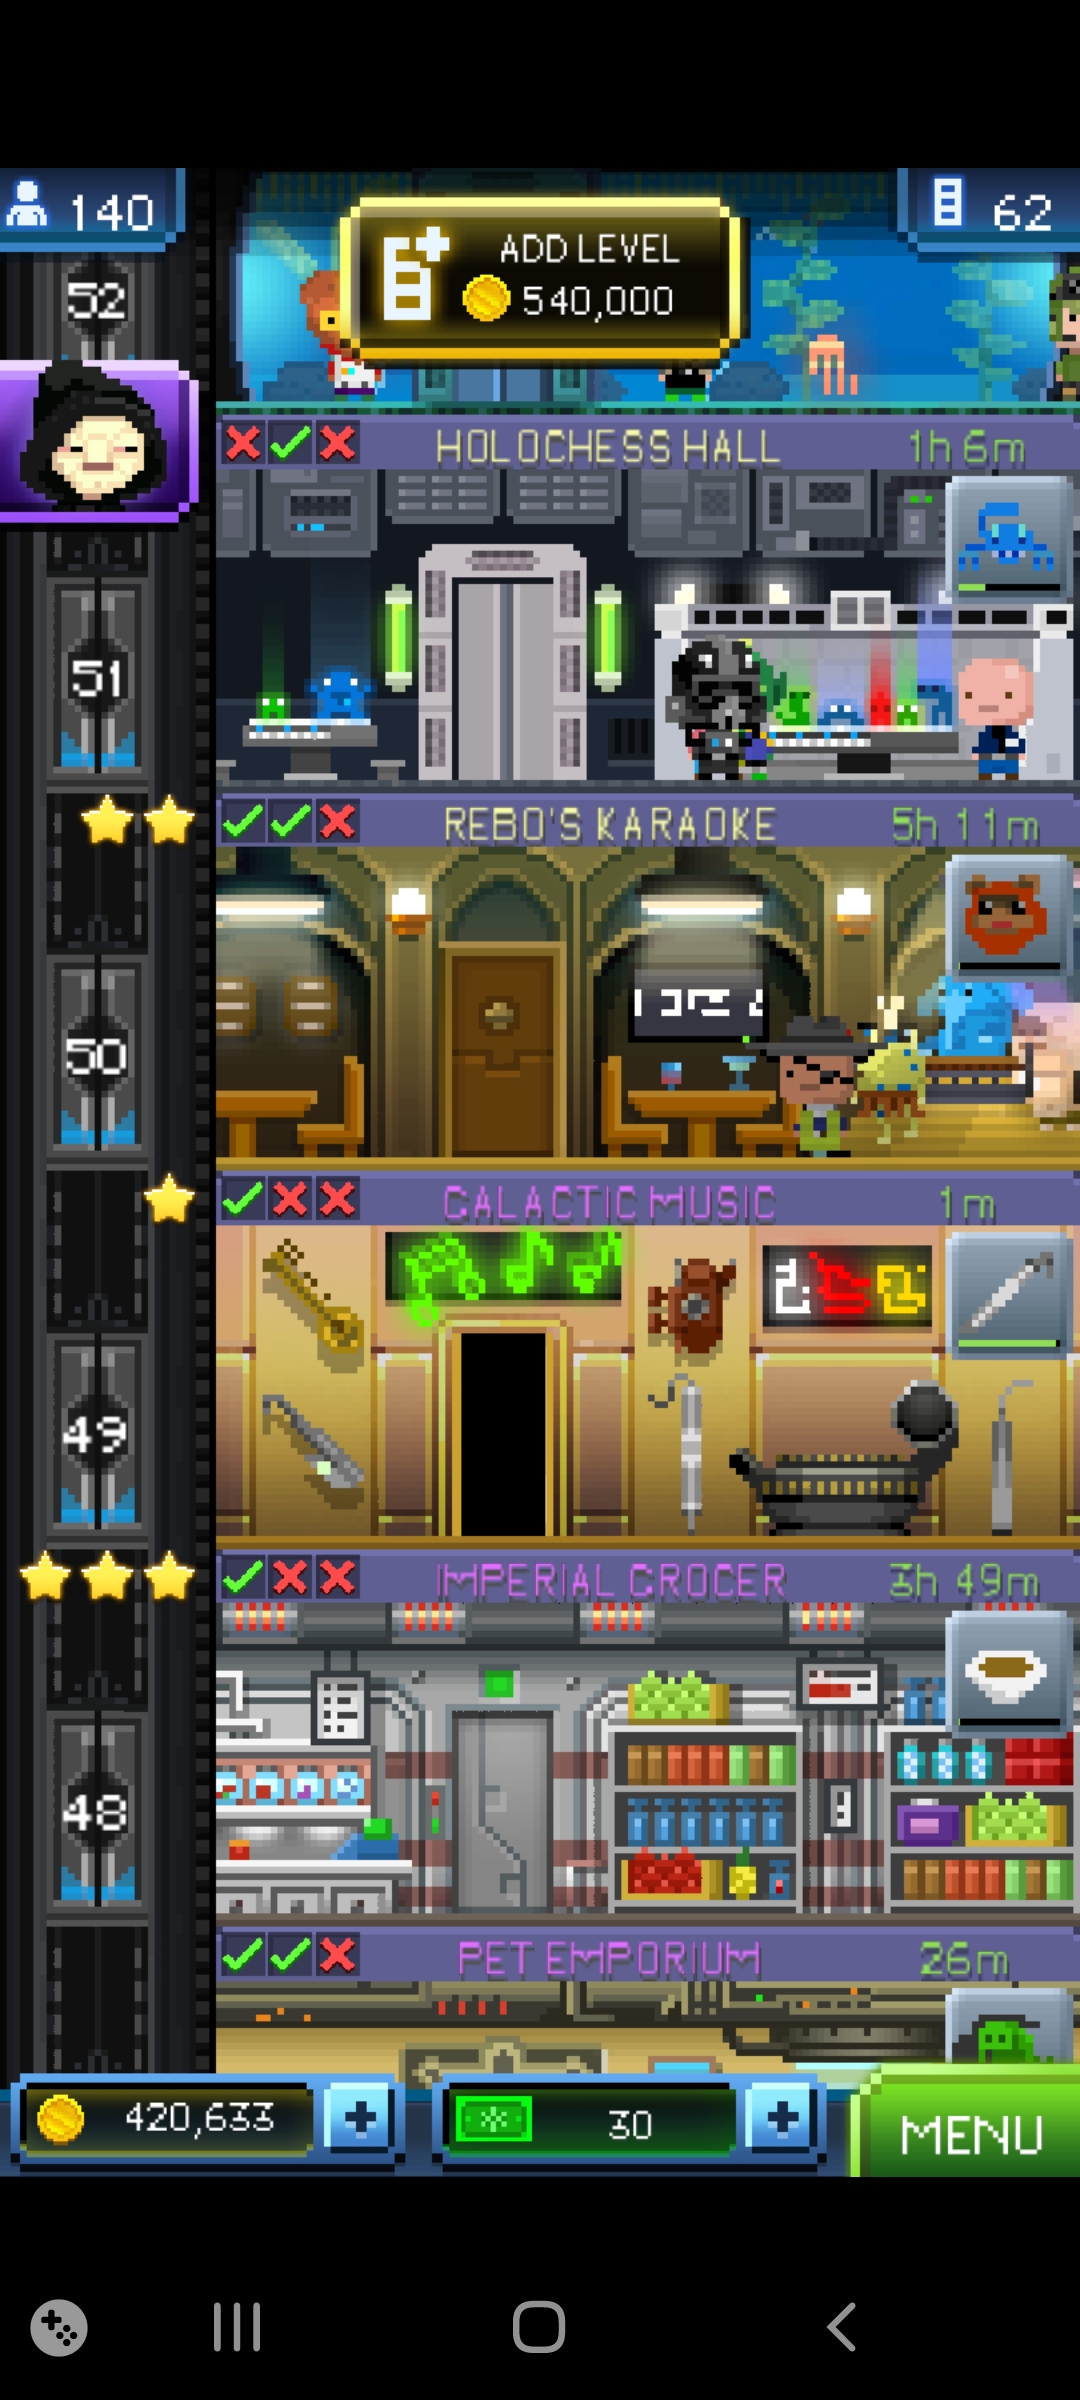 140
ADD LEVEL
540,000
62
52
HOLOCHESS HALL 1h 6m
51
REBO'S KARAOKE 5h 11m
50
GALACTIC MUSIC 1m
49
IMPERIAL GROCER 3h 49m
48
PET EMPORIUM 26m
420,633 + 30 + MENU